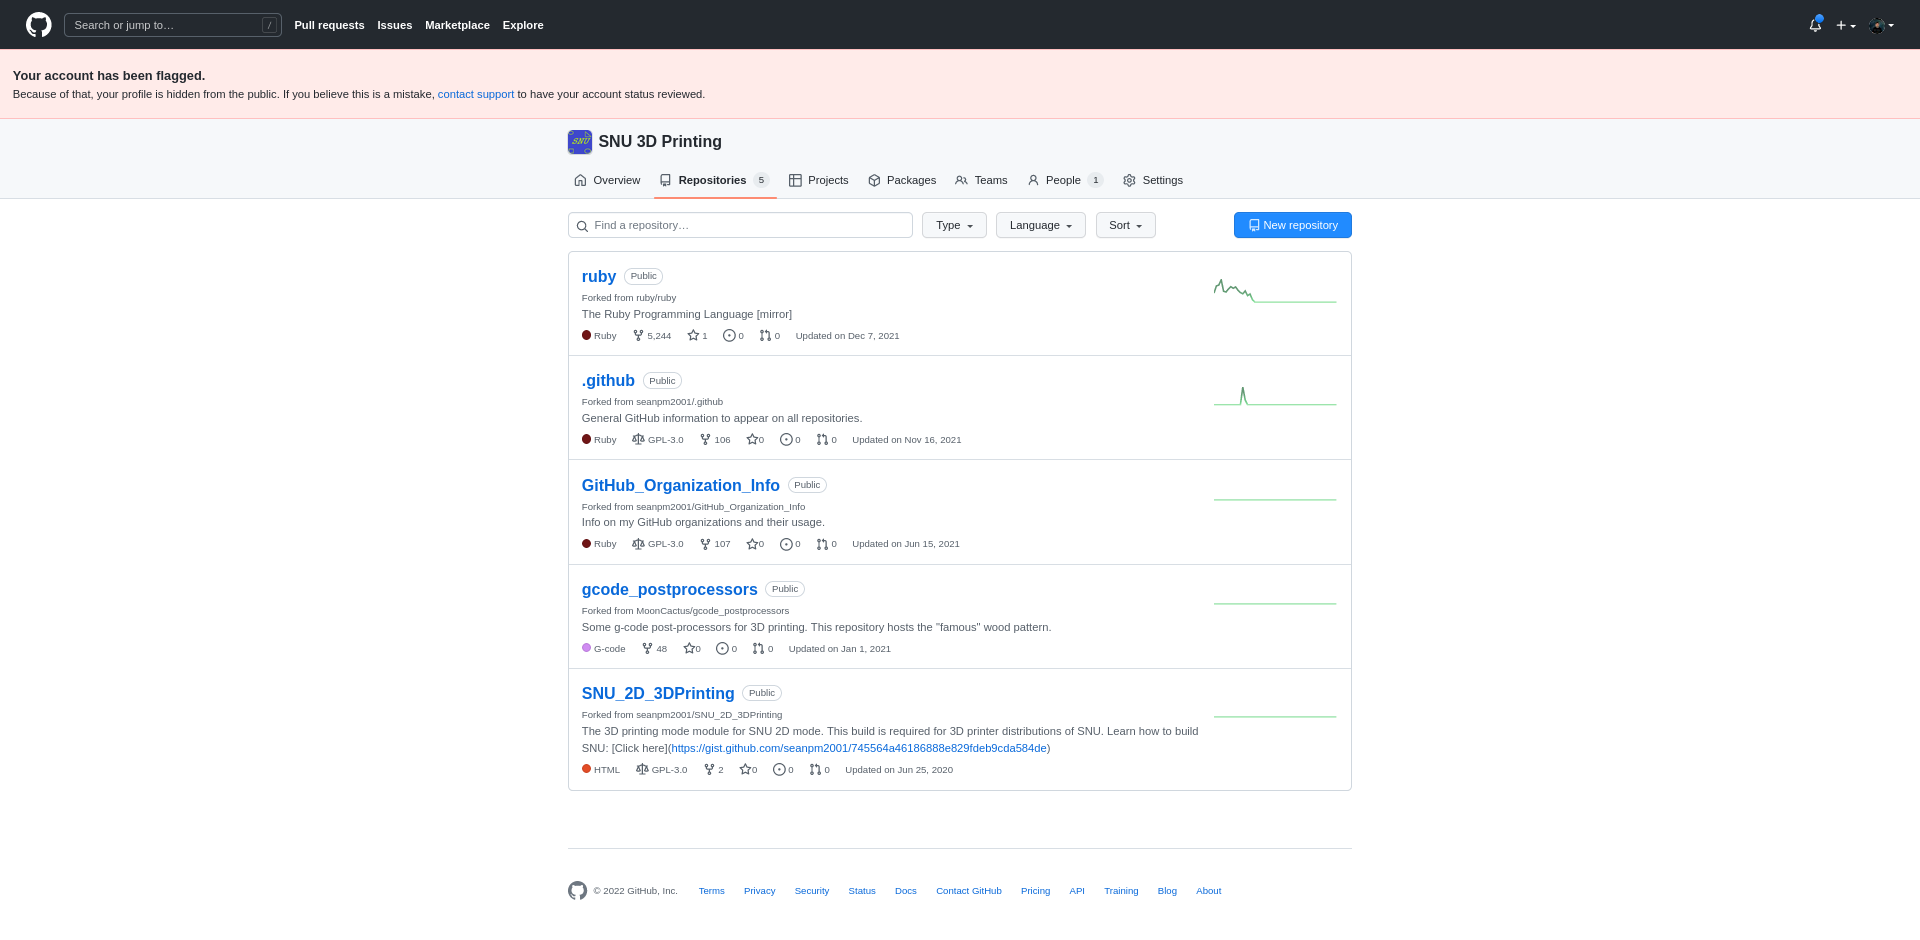 Search or jump to… /
Pull requests Issues Marketplace Explore
Your account has been flagged.
Because of that, your profile is hidden from the public. If you believe this is a mistake, contact support to have your account status reviewed.
SNU SNU 3D Printing
Overview Repositories 5 Projects Packages Teams People 1 Settings
Find a repository… Type Language Sort New repository
ruby Public
Forked from ruby/ruby
The Ruby Programming Language [mirror]
Ruby 5,244 1 0 0 Updated on Dec 7, 2021
.github Public
Forked from seanpm2001/.github
General GitHub information to appear on all repositories.
Ruby GPL-3.0 106 0 0 0 Updated on Nov 16, 2021
GitHub_Organization_Info Public
Forked from seanpm2001/GitHub_Organization_Info
Info on my GitHub organizations and their usage.
Ruby GPL-3.0 107 0 0 0 Updated on Jun 15, 2021
gcode_postprocessors Public
Forked from MoonCactus/gcode_postprocessors
Some g-code post-processors for 3D printing. This repository hosts the "famous" wood pattern.
G-code 48 0 0 0 Updated on Jan 1, 2021
SNU_2D_3DPrinting Public
Forked from seanpm2001/SNU_2D_3DPrinting
The 3D printing mode module for SNU 2D mode. This build is required for 3D printer distributions of SNU. Learn how to build
SNU: [Click here](https://gist.github.com/seanpm2001/745564a46186888e829fdeb9cda584de)
HTML GPL-3.0 2 0 0 0 Updated on Jun 25, 2020
© 2022 GitHub, Inc. Terms Privacy Security Status Docs Contact GitHub Pricing API Training Blog About